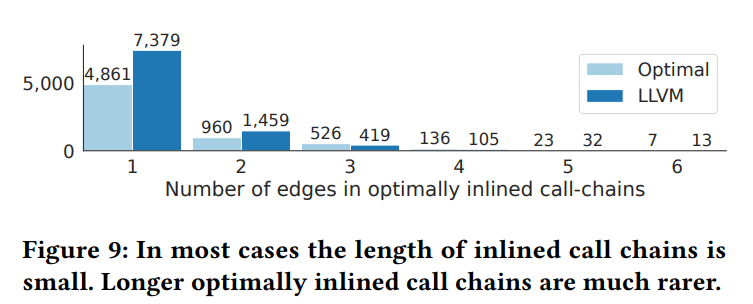 7,379
5,000
4,861
Optimal
LLVM
960
1,459
526
419
136
105
23
32
7
13
0
1 2 3 4 5 6
Number of edges in optimally inlined call-chains
Figure 9: In most cases the length of inlined call chains is
small. Longer optimally inlined call chains are much rarer.